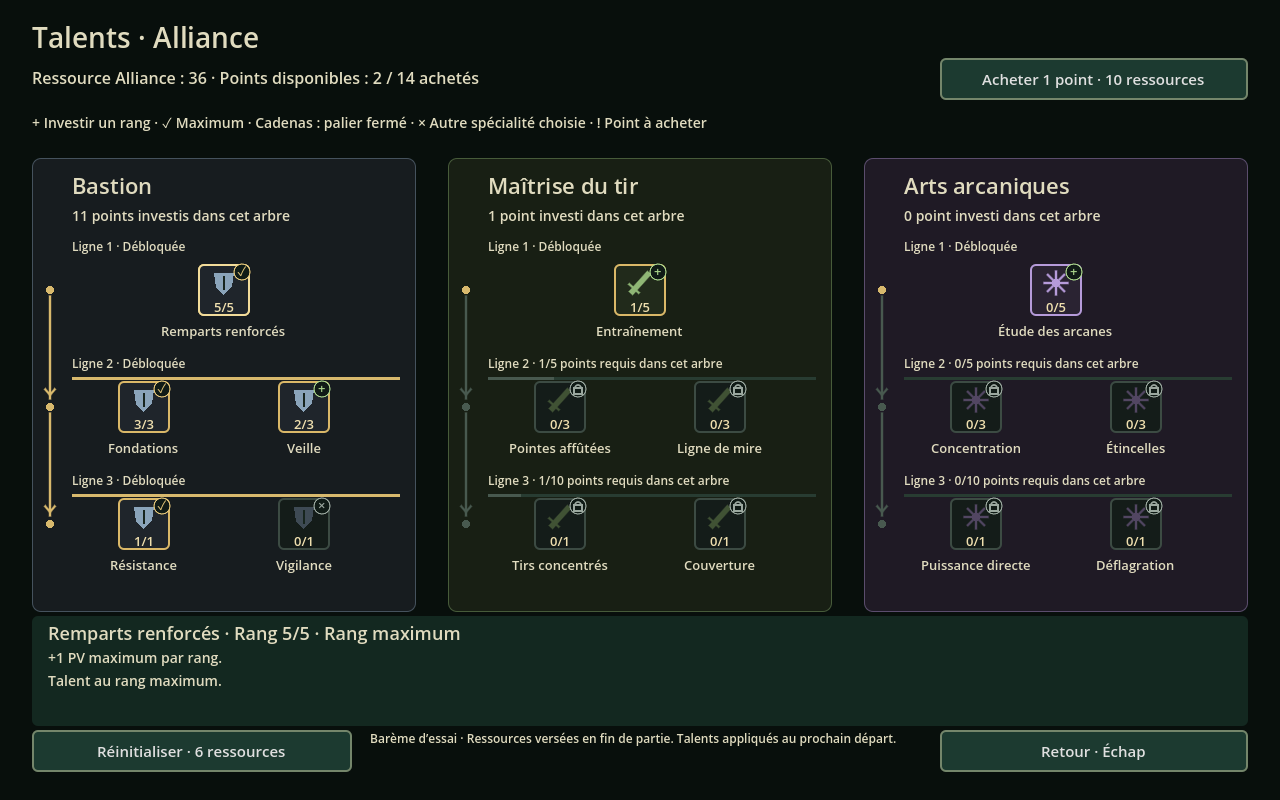 Talents · Alliance
Ressource Alliance : 36 · Points disponibles : 2 / 14 achetés
Acheter 1 point · 10 ressources
+ Investir un rang · ✓ Maximum · Cadenas : palier fermé · × Autre spécialité choisie · ! Point à acheter
Bastion
11 points investis dans cet arbre
Ligne 1 · Débloquée
✓
5/5
Remparts renforcés
Ligne 2 · Débloquée
✓
+
3/3
2/3
Fondations
Veille
Ligne 3 · Débloquée
✓
×
1/1
0/1
Résistance
Vigilance
Maîtrise du tir
1 point investi dans cet arbre
Ligne 1 · Débloquée
+
1/5
Entraînement
Ligne 2 · 1/5 points requis dans cet arbre
0/3
0/3
Pointes affûtées
Ligne de mire
Ligne 3 · 1/10 points requis dans cet arbre
0/1
0/1
Tirs concentrés
Couverture
Arts arcaniques
0 point investi dans cet arbre
Ligne 1 · Débloquée
+
0/5
Étude des arcanes
Ligne 2 · 0/5 points requis dans cet arbre
0/3
0/3
Concentration
Étincelles
Ligne 3 · 0/10 points requis dans cet arbre
0/1
0/1
Puissance directe
Déflagration
Remparts renforcés · Rang 5/5 · Rang maximum
+1 PV maximum par rang.
Talent au rang maximum.
Réinitialiser · 6 ressources
Barème d’essai · Ressources versées en fin de partie. Talents appliqués au prochain départ.
Retour · Échap